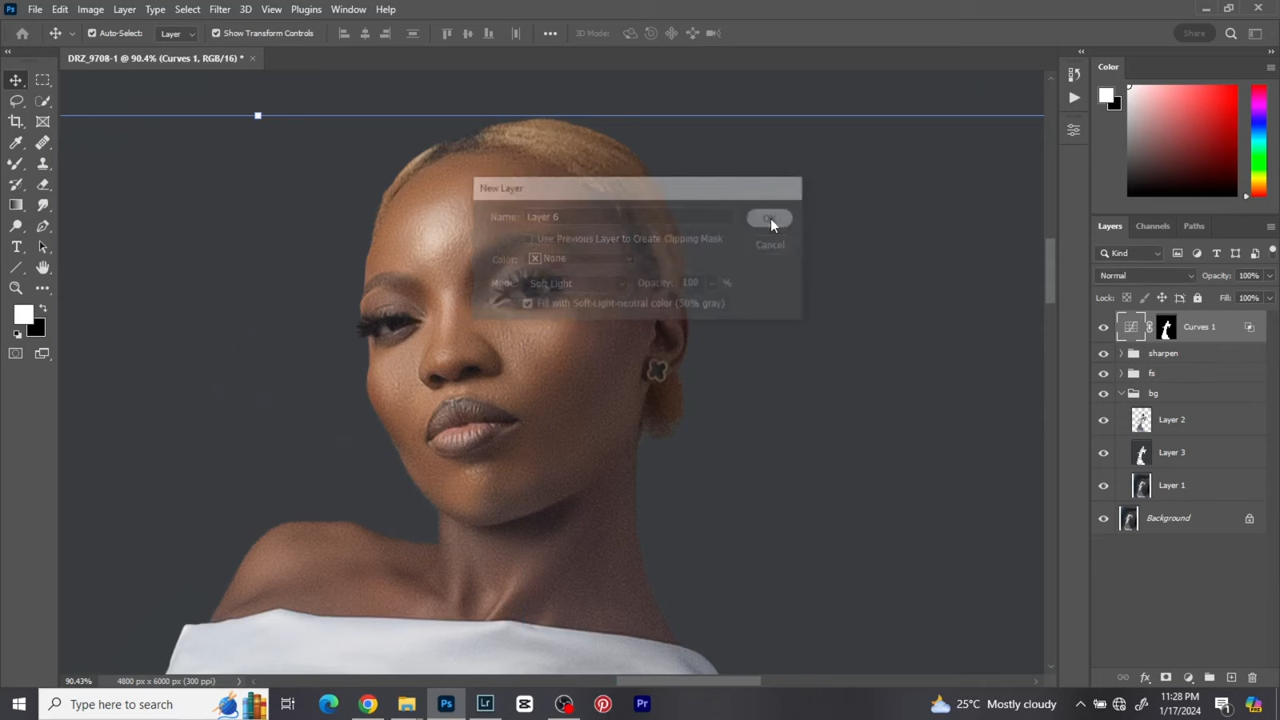 Ps File Edit Image Layer Type Select Filter 3D View Plugins Window Help
Auto-Select: Layer Show Transform Controls 3D Mode: Share
DRZ_9708-1 @ 90.4% (Curves 1, RGB/16) *
Color
New Layer
Name: Layer 6 OK
Use Previous Layer to Create Clipping Mask
Cancel
Color: None
Mode: Soft Light Opacity: 100 %
Fill with Soft-Light-neutral color (50% gray)
Layers Channels Paths
Kind
Normal Opacity: 100%
Lock: Fill: 100%
Curves 1
sharpen
fs
bg
Layer 2
Layer 3
Layer 1
Background
90.43% 4800 px x 6000 px (300 ppi)
Type here to search
Ps Lr Pr
25°C Mostly cloudy
11:28 PM
1/17/2024